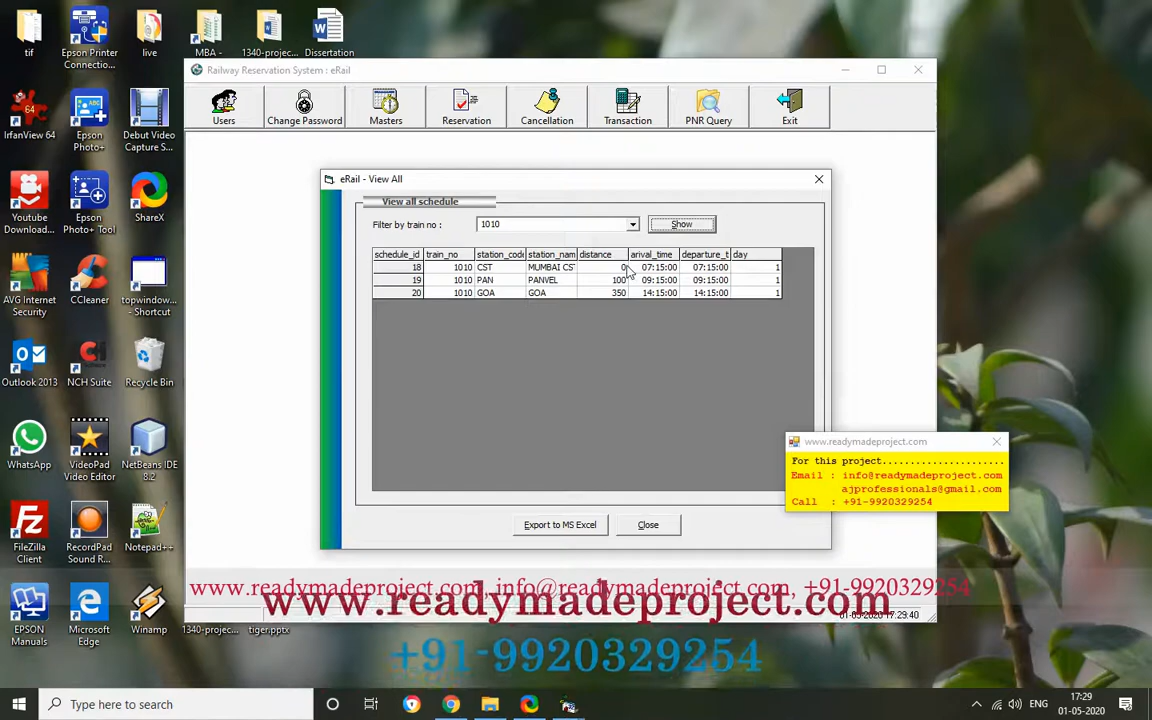 tif
Epson Printer
Connectio...
live
MBA -
1340-projec...
Dissertation
IrfanView 64
Epson
Photo+
Debut Video
Capture S...
Youtube
Download...
Epson
Photo+ Tool
ShareX
AVG Internet
Security
CCleaner
topwindow...
- Shortcut
Outlook 2013
NCH Suite
Recycle Bin
WhatsApp
VideoPad
Video Editor
NetBeans IDE
8.2
FileZilla
Client
RecordPad
Sound R...
Notepad++
EPSON
Manuals
Microsoft
Edge
Winamp
1340-projec...
tiger.pptx
Railway Reservation System : eRail
Users
Change Password
Masters
Reservation
Cancellation
Transaction
PNR Query
Exit
eRail - View All
View all schedule
Filter by train no :
1010
Show
schedule_id train_no station_code station_nam distance arival_time departure_t day
18 1010 CST MUMBAI CST 0 07:15:00 07:15:00 1
19 1010 PAN PANVEL 100 09:15:00 09:15:00 1
20 1010 GOA GOA 350 14:15:00 14:15:00 1
Export to MS Excel
Close
www.readymadeproject.com
For this project......................
Email : info@readymadeproject.com
ajprofessionals@gmail.com
Call : +91-9920329254
www.readymadeproject.com, info@readymadeproject.com, +91-9920329254
www.readymadeproject.com
01-05-2020 17:29:40
+91-9920329254
Type here to search
ENG
17:29
01-05-2020